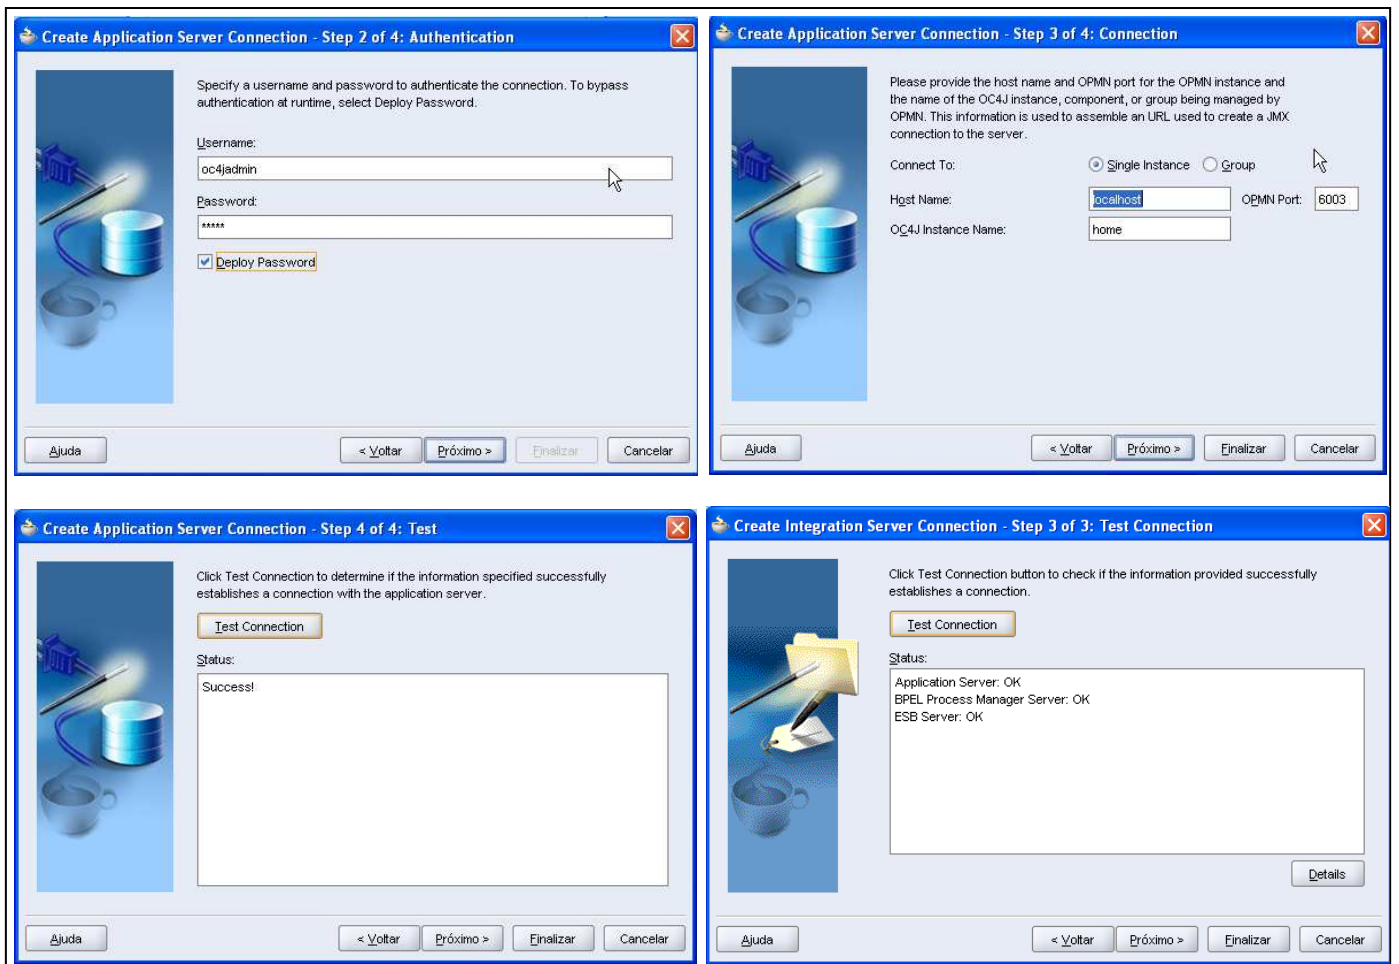 Create Application Server Connection - Step 2 of 4: Authentication
Specify a username and password to authenticate the connection. To bypass
authentication at runtime, select Deploy Password.
Username:
oc4jadmin
Password:
*****
Deploy Password
Ajuda
< Voltar
Próximo >
Finalizar
Cancelar
Create Application Server Connection - Step 3 of 4: Connection
Please provide the host name and OPMN port for the OPMN instance and
the name of the OC4J instance, component, or group being managed by
OPMN. This information is used to assemble an URL used to create a JMX
connection to the server.
Connect To: Single Instance Group
Host Name: localhost OPMN Port: 6003
OC4J Instance Name: home
Ajuda
< Voltar
Próximo >
Finalizar
Cancelar
Create Application Server Connection - Step 4 of 4: Test
Click Test Connection to determine if the information specified successfully
establishes a connection with the application server.
Test Connection
Status:
Success!
Ajuda
< Voltar
Próximo >
Finalizar
Cancelar
Create Integration Server Connection - Step 3 of 3: Test Connection
Click Test Connection button to check if the information provided successfully
establishes a connection.
Test Connection
Status:
Application Server: OK
BPEL Process Manager Server: OK
ESB Server: OK
Details
Ajuda
< Voltar
Próximo >
Finalizar
Cancelar